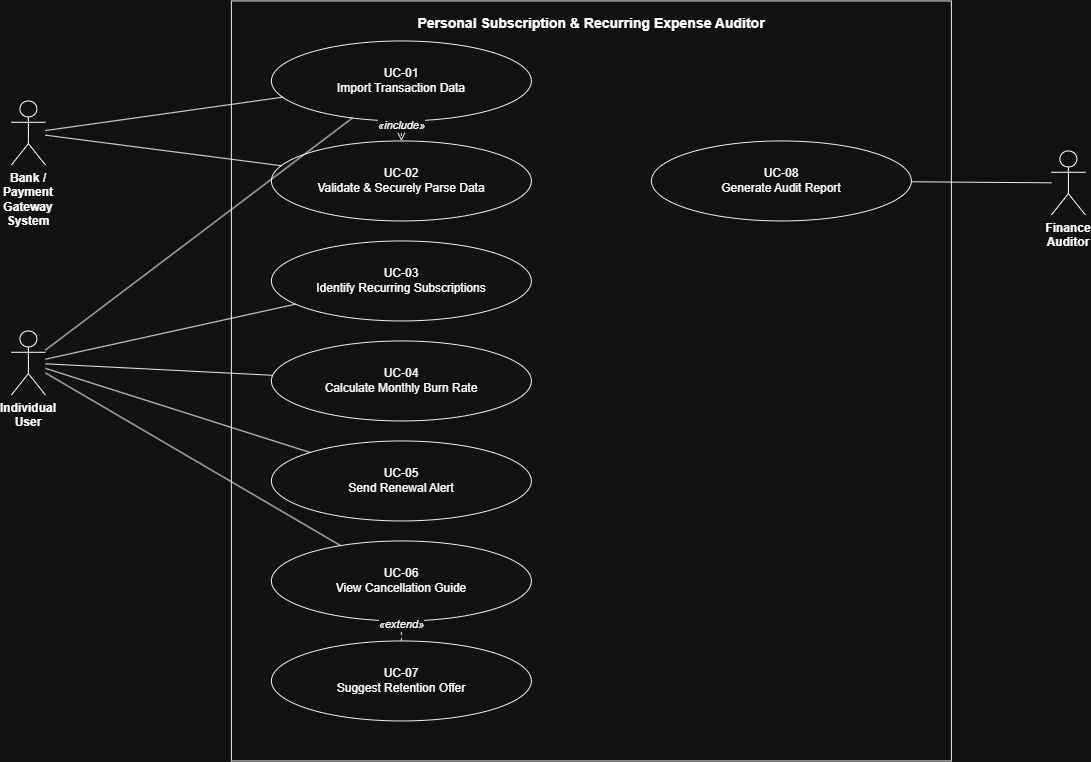 Personal Subscription & Recurring Expense Auditor
UC-01
Import Transaction Data
«include»
Bank /
Payment
Gateway
System
UC-02
Validate & Securely Parse Data
UC-08
Generate Audit Report
Finance
Auditor
UC-03
Identify Recurring Subscriptions
UC-04
Calculate Monthly Burn Rate
Individual
User
UC-05
Send Renewal Alert
UC-06
View Cancellation Guide
«extend»
UC-07
Suggest Retention Offer